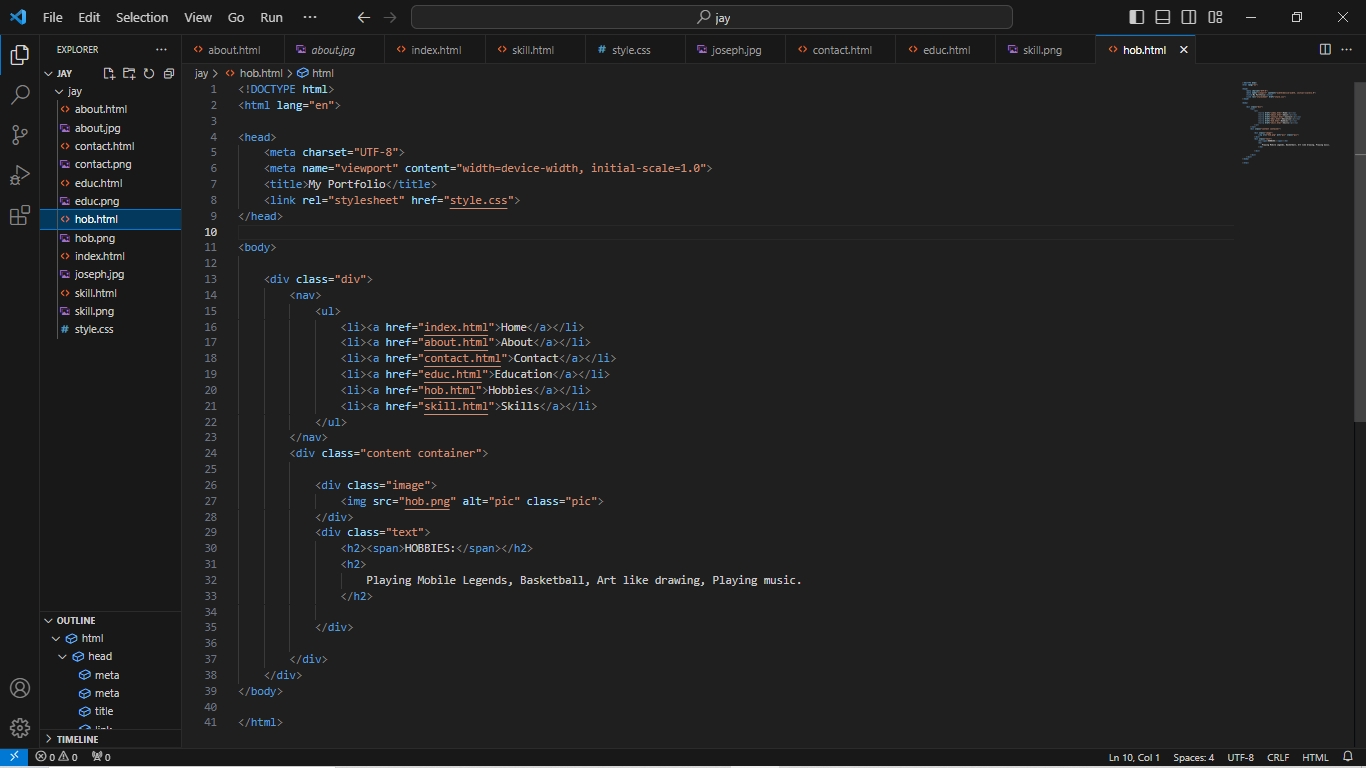 File Edit Selection View Go Run ··· jay
EXPLORER ···
about.html about.jpg index.html skill.html style.css joseph.jpg contact.html educ.html skill.png hob.html
JAY
jay
about.html
about.jpg
contact.html
contact.png
educ.html
educ.png
hob.html
hob.png
index.html
joseph.jpg
skill.html
skill.png
style.css
OUTLINE
html
head
meta
meta
title
TIMELINE
jay > hob.html > html
1 <!DOCTYPE html>
2 <html lang="en">
3
4 <head>
5 <meta charset="UTF-8">
6 <meta name="viewport" content="width=device-width, initial-scale=1.0">
7 <title>My Portfolio</title>
8 <link rel="stylesheet" href="style.css">
9 </head>
10
11 <body>
12
13 <div class="div">
14 <nav>
15 <ul>
16 <li><a href="index.html">Home</a></li>
17 <li><a href="about.html">About</a></li>
18 <li><a href="contact.html">Contact</a></li>
19 <li><a href="educ.html">Education</a></li>
20 <li><a href="hob.html">Hobbies</a></li>
21 <li><a href="skill.html">Skills</a></li>
22 </ul>
23 </nav>
24 <div class="content container">
25
26 <div class="image">
27 <img src="hob.png" alt="pic" class="pic">
28 </div>
29 <div class="text">
30 <h2><span>HOBBIES:</span></h2>
31 <h2>
32 Playing Mobile Legends, Basketball, Art like drawing, Playing music.
33 </h2>
34
35 </div>
36
37 </div>
38 </div>
39 </body>
40
41 </html>
0 0 0 Ln 10, Col 1 Spaces: 4 UTF-8 CRLF HTML